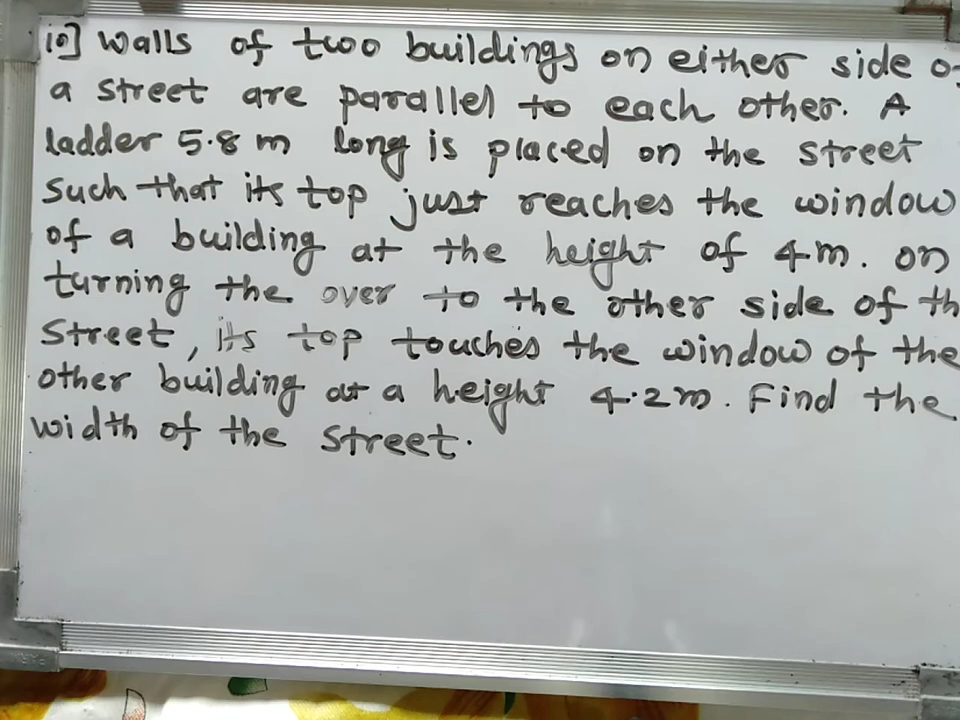 10] Walls of two buildings on either side of
a street are parallel to each other. A
ladder 5.8 m long is placed on the street
such that its top just reaches the window
of a building at the height of 4m. on
turning the over to the other side of th
street, its top touches the window of the
other building at a height 4.2m. Find the
width of the street.